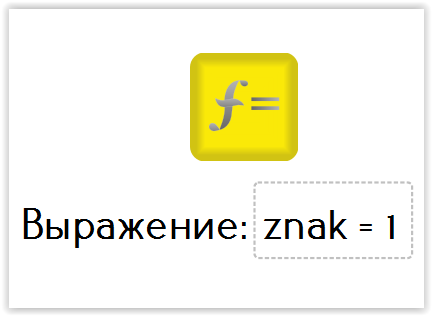 f=
Выражение: znak = 1